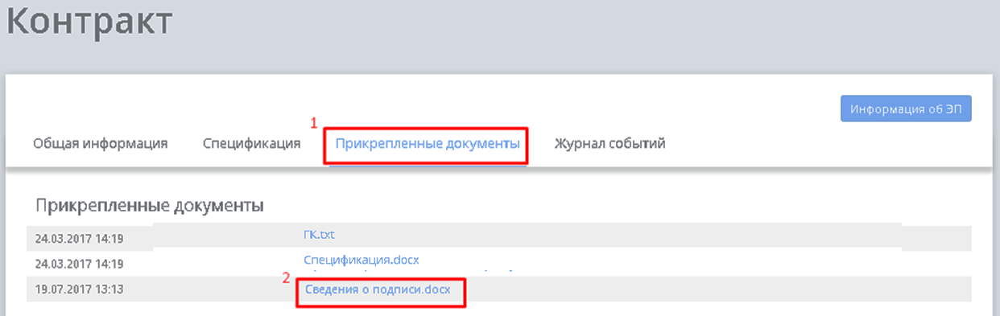 Контракт
Информация об ЭП
1
Общая информация Спецификация Прикрепленные документы Журнал событий
Прикрепленные документы
24.03.2017 14:19 ГК.txt
24.03.2017 14:19 Спецификация.docx
2
19.07.2017 13:13 Сведения о подписи.docx